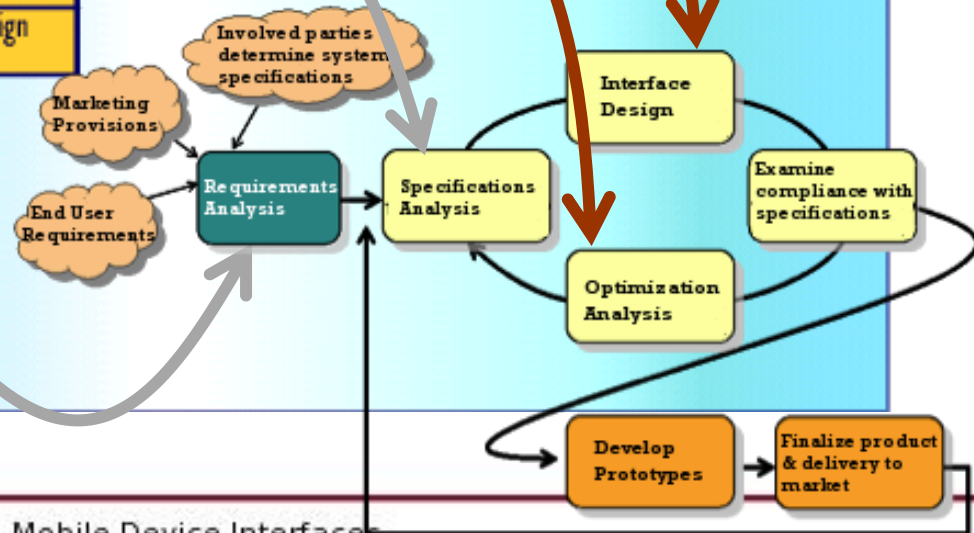 Involved parties
determine system
specifications
Marketing
Provisions
End User
Requirements
Requirements
Analysis
Specifications
Analysis
Interface
Design
Examine
compliance with
specifications
Optimization
Analysis
Develop
Prototypes
Finalize product
& delivery to
market
Mobile Device Interfaces